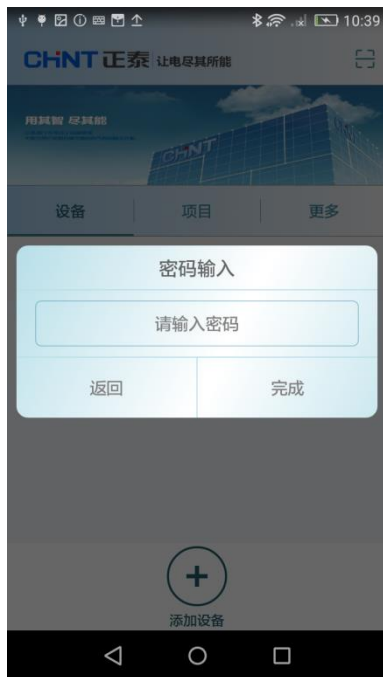 10:39
CHNT 正泰 让电尽其所能
用其智 尽其能
CHNT
设备 项目 更多
密码输入
请输入密码
返回 完成
添加设备